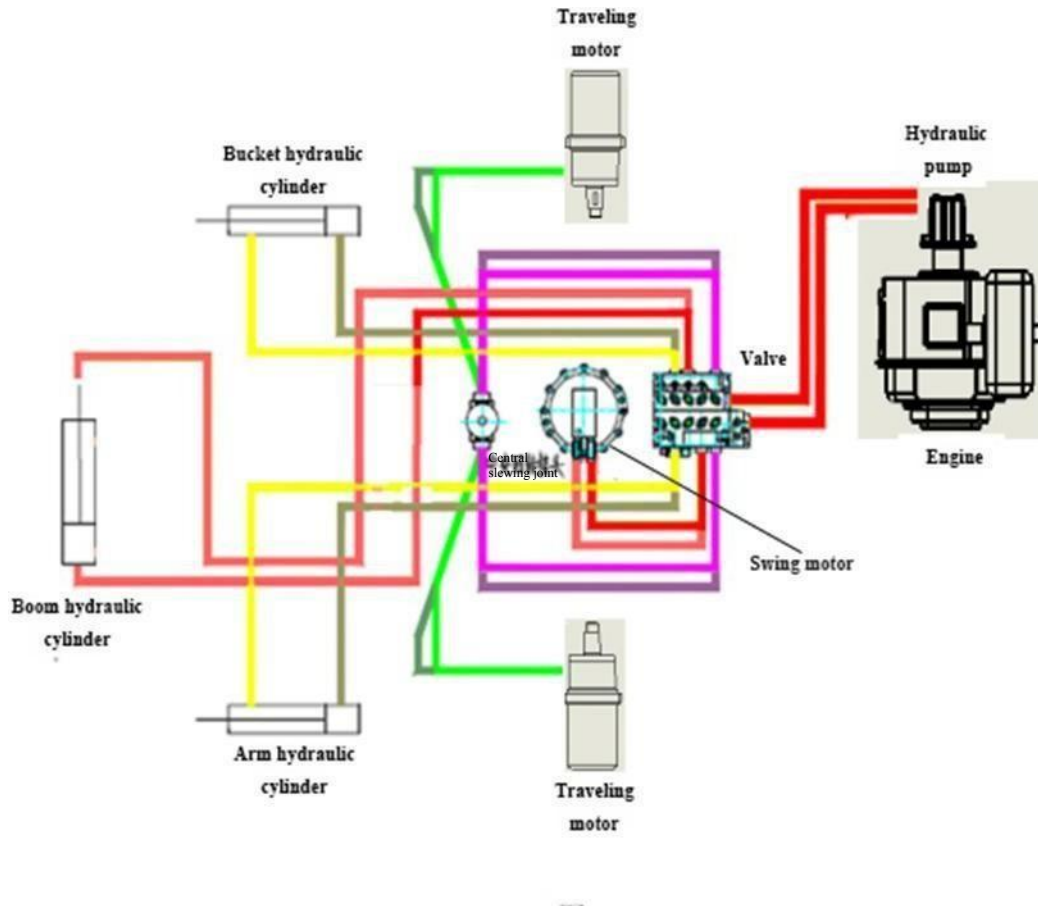 Traveling
motor
Hydraulic
pump
Bucket hydraulic
cylinder
Valve
Central
slewing joint
Engine
Swing motor
Boom hydraulic
cylinder
Arm hydraulic
cylinder
Traveling
motor